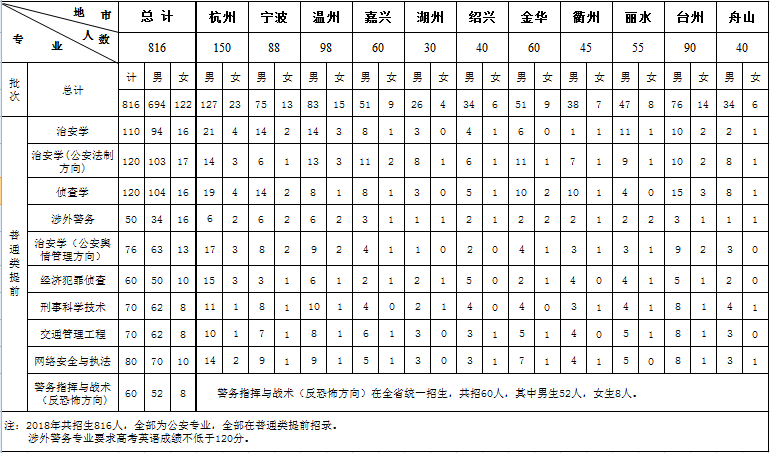 地 市
人 数
专 业
总 计 杭州 宁波 温州 嘉兴 湖州 绍兴 金华 衢州 丽水 台州 舟山
816 150 88 98 60 30 40 60 45 55 90 40
批次 总计 计 男 女 男 女 男 女 男 女 男 女 男 女 男 女 男 女 男 女 男 女 男 女 男 女
816 694 122 127 23 75 13 83 15 51 9 26 4 34 6 51 9 38 7 47 8 76 14 34 6
普通类提前
治安学 110 94 16 21 4 14 2 14 3 8 1 3 0 4 1 6 0 1 1 11 1 10 2 2 1
治安学(公安法制
方向) 120 103 17 14 3 6 1 13 3 11 2 8 1 6 1 11 1 7 1 9 1 10 2 8 1
侦查学 120 104 16 19 4 14 2 8 1 8 1 3 0 5 1 10 2 10 1 4 0 15 3 8 1
涉外警务 50 34 16 6 2 6 2 6 2 3 1 1 1 2 1 2 2 2 1 2 2 3 1 1 1
治安学（公安舆
情管理方向） 76 63 13 17 3 8 2 9 2 4 1 1 0 2 0 4 1 3 1 3 1 9 2 3 0
经济犯罪侦查 60 50 10 15 3 3 1 6 1 2 1 2 1 5 0 2 1 4 0 4 1 5 1 2 0
刑事科学技术 70 62 8 11 1 8 1 10 1 4 0 2 1 4 0 4 0 3 1 4 1 8 1 4 1
交通管理工程 70 62 8 10 1 7 1 8 1 6 1 3 0 3 1 5 1 4 0 5 1 8 1 3 0
网络安全与执法 80 70 10 14 2 9 1 9 1 5 1 3 0 3 1 7 1 4 1 5 0 8 1 3 1
警务指挥与战术
（反恐怖方向） 60 52 8 警务指挥与战术（反恐怖方向）在全省统一招生，共招60人，其中男生52人，女生8人。
注：2018年共招生816人，全部为公安专业，全部在普通类提前招录。
涉外警务专业要求高考英语成绩不低于120分。